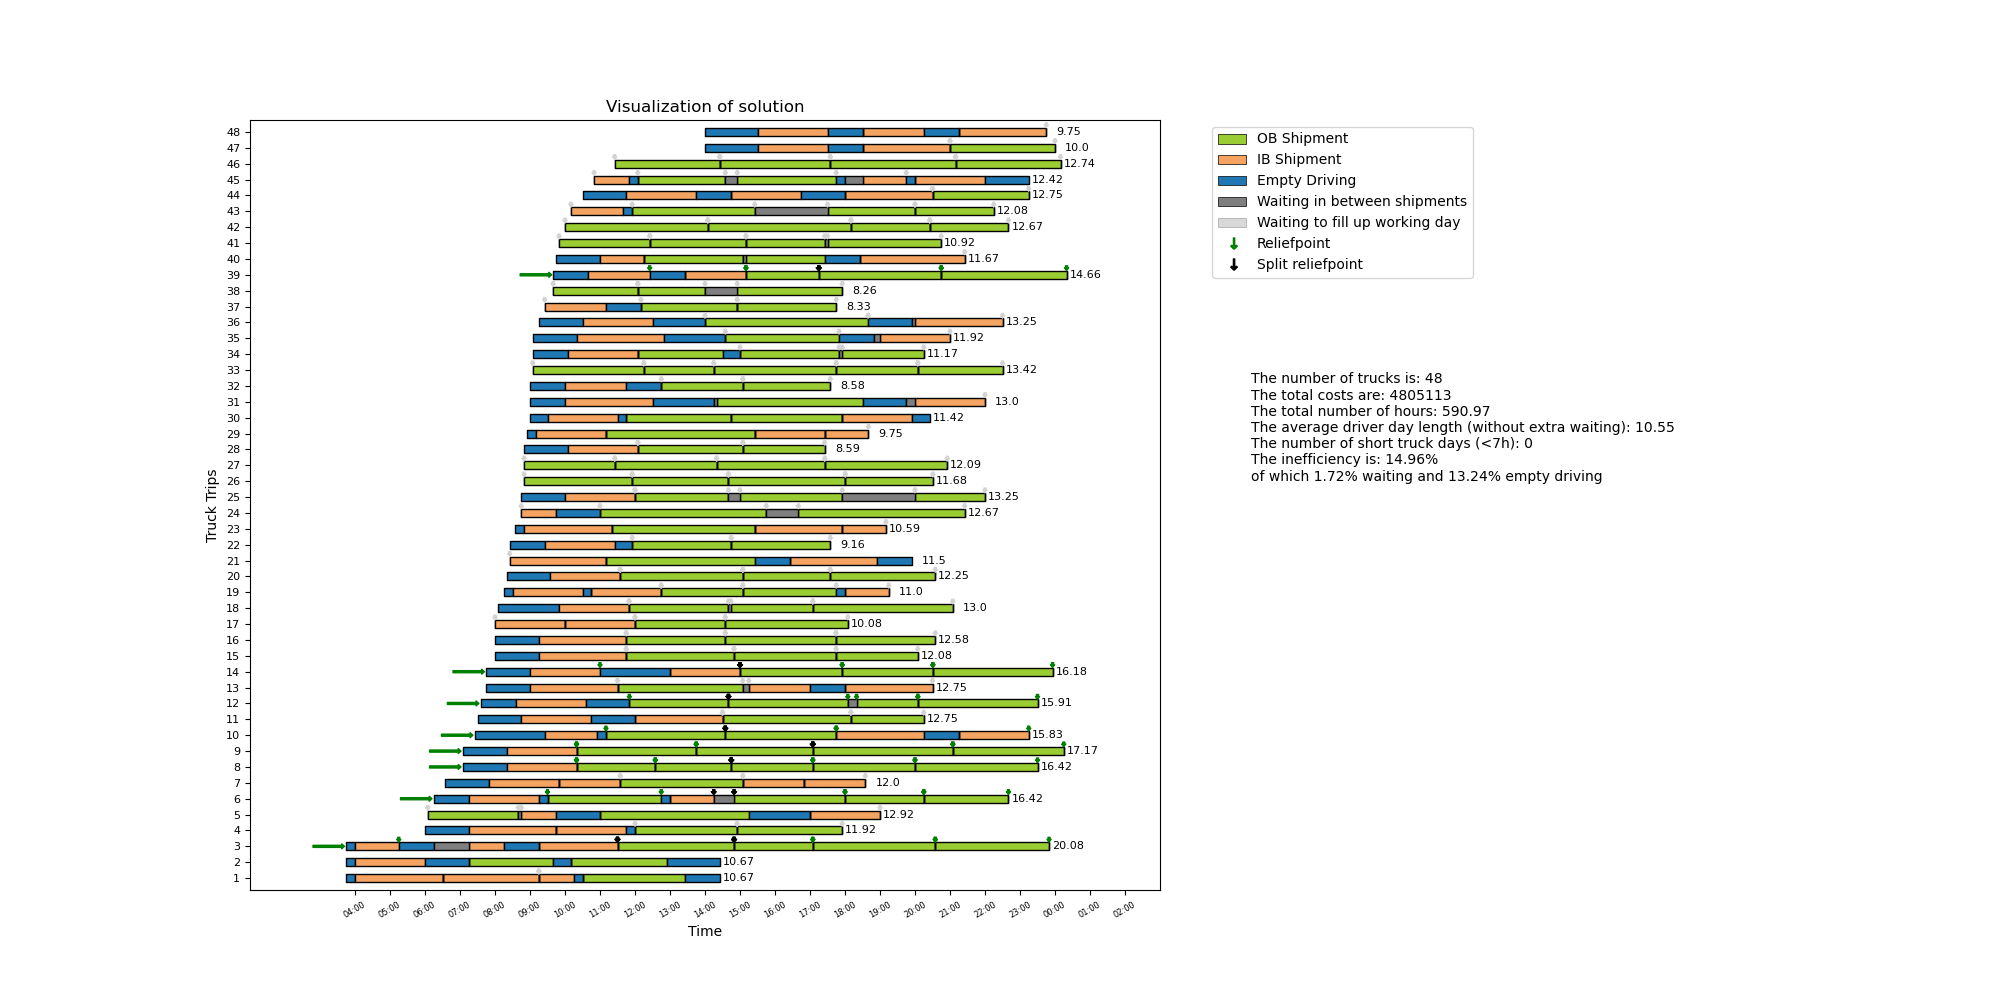 Visualization of solution
48 9.75
47 10.0
46 12.74
45 12.42
44 12.75
43 12.08
42 12.67
41 10.92
40 11.67
39 14.66
38 8.26
37 8.33
36 13.25
35 11.92
34 11.17
33 13.42
32 8.58
31 13.0
30 11.42
29 9.75
28 8.59
27 12.09
26 11.68
25 13.25
24 12.67
23 10.59
22 9.16
21 11.5
20 12.25
19 11.0
18 13.0
17 10.08
16 12.58
15 12.08
14 16.18
13 12.75
12 15.91
11 12.75
10 15.83
9 17.17
8 16.42
7 12.0
6 16.42
5 12.92
4 11.92
3 20.08
2 10.67
1 10.67
Truck Trips
04:00 05:00 06:00 07:00 08:00 09:00 10:00 11:00 12:00 13:00 14:00 15:00 16:00 17:00 18:00 19:00 20:00 21:00 22:00 23:00 00:00 01:00 02:00
Time
OB Shipment
IB Shipment
Empty Driving
Waiting in between shipments
Waiting to fill up working day
Reliefpoint
Split reliefpoint
The number of trucks is: 48
The total costs are: 4805113
The total number of hours: 590.97
The average driver day length (without extra waiting): 10.55
The number of short truck days (<7h): 0
The inefficiency is: 14.96%
of which 1.72% waiting and 13.24% empty driving